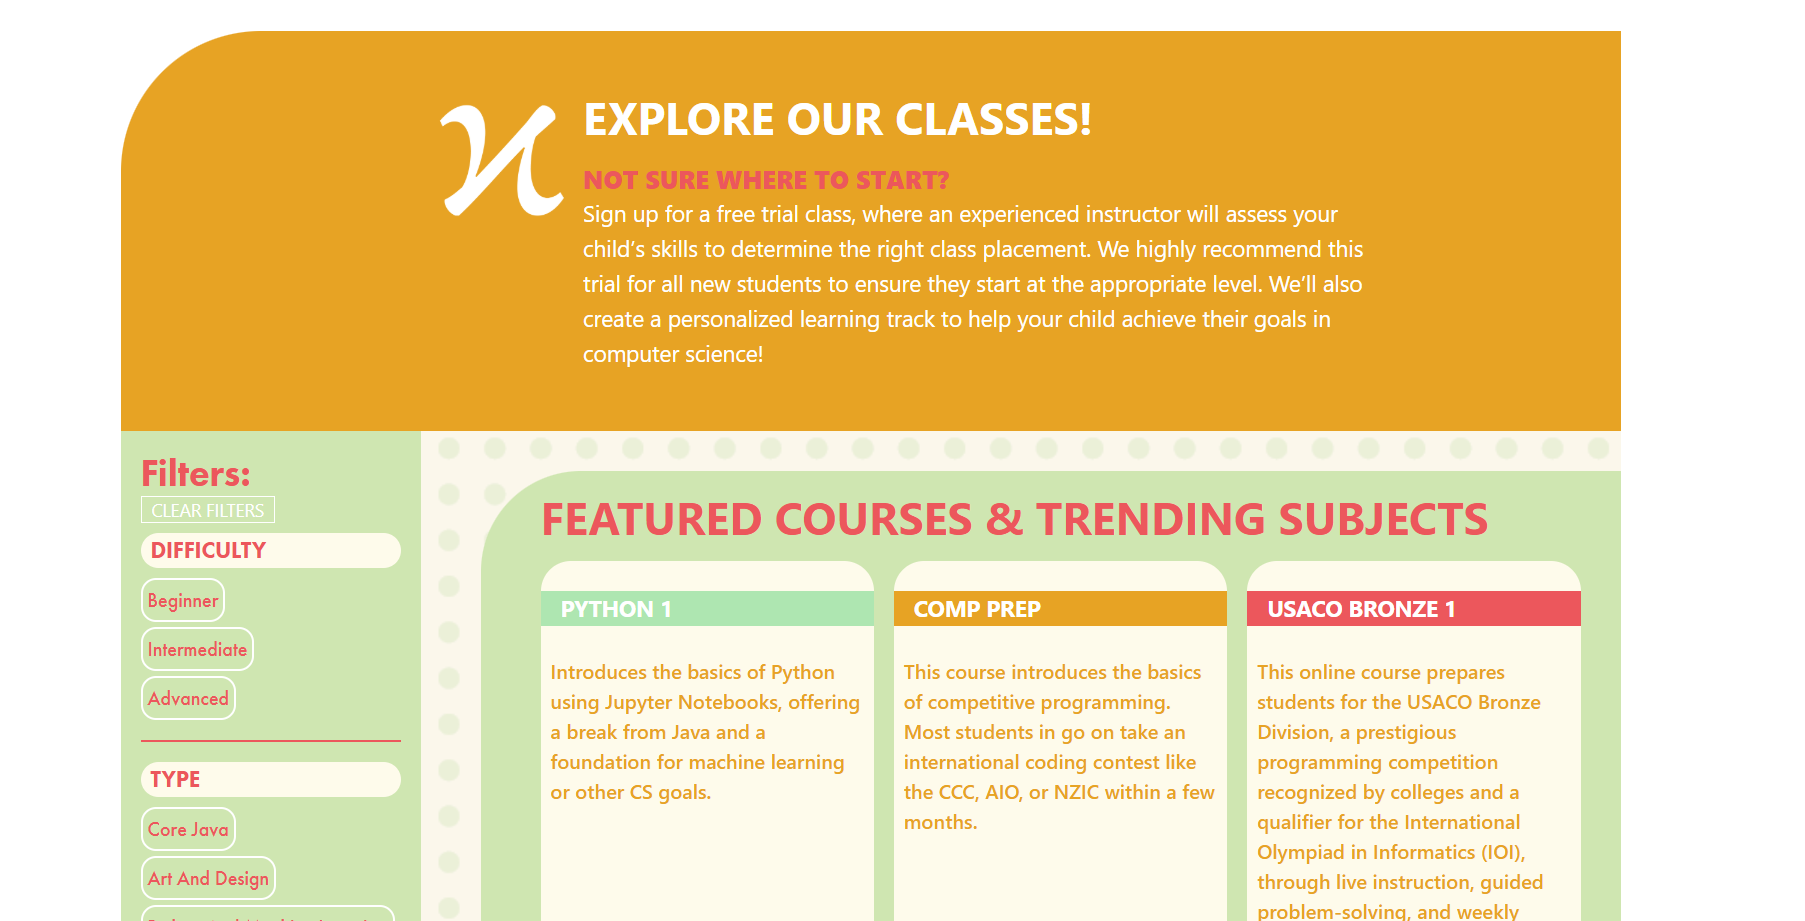 EXPLORE OUR CLASSES!
NOT SURE WHERE TO START?
Sign up for a free trial class, where an experienced instructor will assess your
child’s skills to determine the right class placement. We highly recommend this
trial for all new students to ensure they start at the appropriate level. We’ll also
create a personalized learning track to help your child achieve their goals in
computer science!
Filters:
CLEAR FILTERS
DIFFICULTY
Beginner
Intermediate
Advanced
TYPE
Core Java
Art And Design
FEATURED COURSES & TRENDING SUBJECTS
PYTHON 1
Introduces the basics of Python
using Jupyter Notebooks, offering
a break from Java and a
foundation for machine learning
or other CS goals.
COMP PREP
This course introduces the basics
of competitive programming.
Most students in go on take an
international coding contest like
the CCC, AIO, or NZIC within a few
months.
USACO BRONZE 1
This online course prepares
students for the USACO Bronze
Division, a prestigious
programming competition
recognized by colleges and a
qualifier for the International
Olympiad in Informatics (IOI),
through live instruction, guided
problem-solving, and weekly